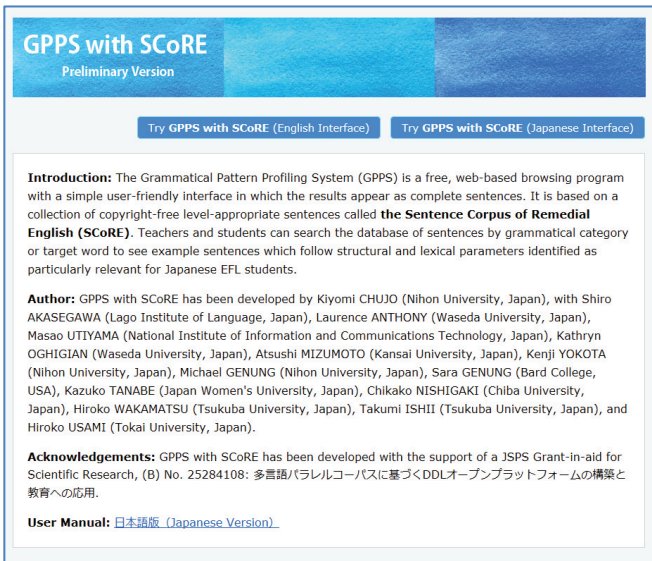 GPPS with SCoRE
Preliminary Version
Try GPPS with SCoRE (English Interface)
Try GPPS with SCoRE (Japanese Interface)
Introduction: The Grammatical Pattern Profiling System (GPPS) is a free, web-based browsing program
with a simple user-friendly interface in which the results appear as complete sentences. It is based on a
collection of copyright-free level-appropriate sentences called the Sentence Corpus of Remedial
English (SCoRE). Teachers and students can search the database of sentences by grammatical category
or target word to see example sentences which follow structural and lexical parameters identified as
particularly relevant for Japanese EFL students.
Author: GPPS with SCoRE has been developed by Kiyomi CHUJO (Nihon University, Japan), with Shiro
AKASEGAWA (Lago Institute of Language, Japan), Laurence ANTHONY (Waseda University, Japan),
Masao UTIYAMA (National Institute of Information and Communications Technology, Japan), Kathryn
OGHIGIAN (Waseda University, Japan), Atsushi MIZUMOTO (Kansai University, Japan), Kenji YOKOTA
(Nihon University, Japan), Michael GENUNG (Nihon University, Japan), Sara GENUNG (Bard College,
USA), Kazuko TANABE (Japan Women's University, Japan), Chikako NISHIGAKI (Chiba University,
Japan), Hiroko WAKAMATSU (Tsukuba University, Japan), Takumi ISHII (Tsukuba University, Japan), and
Hiroko USAMI (Tokai University, Japan).
Acknowledgements: GPPS with SCoRE has been developed with the support of a JSPS Grant-in-aid for
Scientific Research, (B) No. 25284108: 多言語パラレルコーパスに基づくDDLオープンプラットフォームの構築と
教育への応用.
User Manual: 日本語版（Japanese Version）